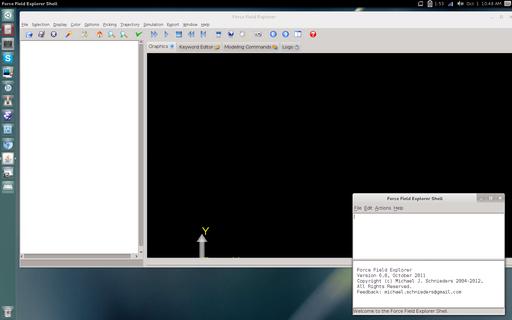 Force Field Explorer Shell
1:53
Oct 1 10:48 AM
Force Field Explorer
File Selection Display Color Options Picking Trajectory Simulation Export Window Help
Graphics Keyword Editor Modeling Commands Logs
Y
Force Field Explorer Shell
File Edit Actions Help
Force Field Explorer
Version 6.0, October 2011
Copyright (c) Michael J. Schnieders 2004-2012.
All Rights Reserved.
Feedback: michael.schnieders@gmail.com
Welcome to the Force Field Explorer Shell.